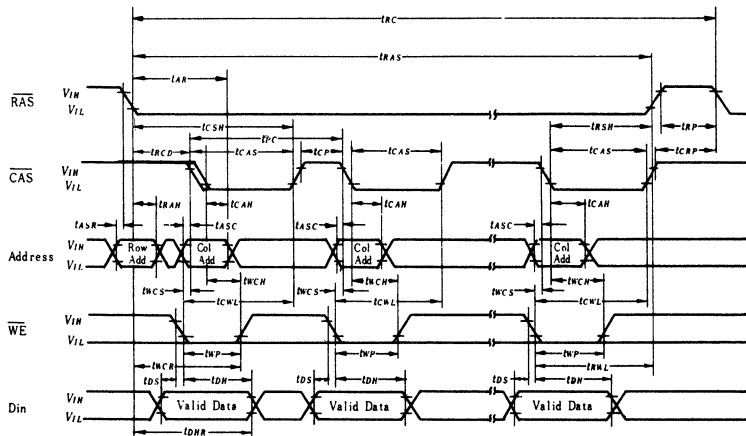 tRC
tRAS
tAR
RAS VIH
VIL
tCSH
tPC
tRSH
tRP
tRCD tCAS tCP tCAS tCAS tCRP
CAS VIH
VIL
tRAH tCAH tCAH tCAH
tASR tASC tASC tASC
Address VIH
VIL
Row Add
Col Add
Col Add
Col Add
tWCH tWCH tWCH
tWCS tWCS tWCS
tCWL tCWL tCWL
WE VIH
VIL
tWP tWP tWP
tWCR tRWL
tDS tDH tDS tDH tDS tDH
Din VIH
VIL
Valid Data Valid Data Valid Data
tDHR